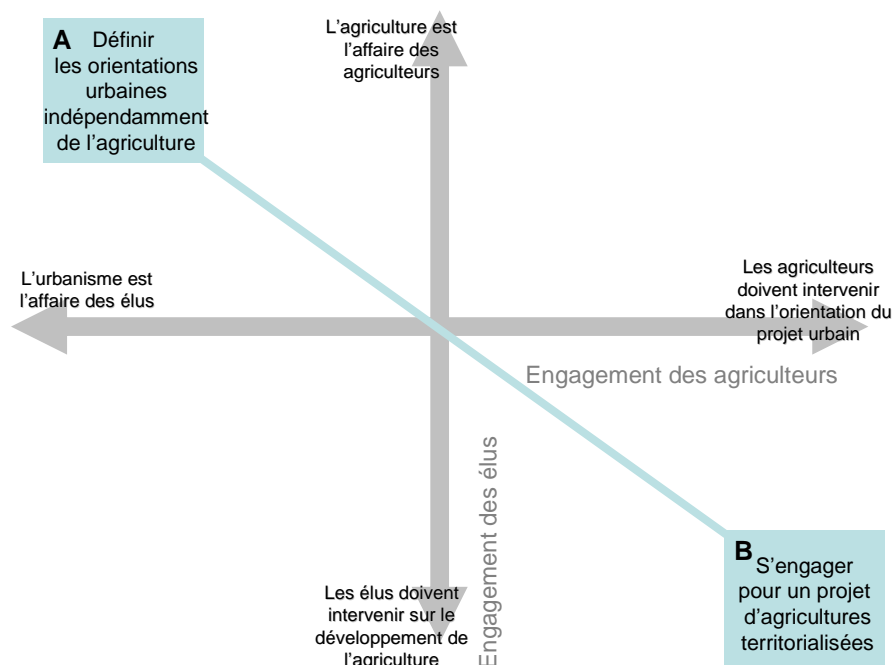 A Définir
les orientations
urbaines
indépendamment
de l'agriculture
L'agriculture est
l'affaire des
agriculteurs
L'urbanisme est
l'affaire des élus
Les agriculteurs
doivent intervenir
dans l'orientation du
projet urbain
Engagement des agriculteurs
Engagement des élus
Les élus doivent
intervenir sur le
développement de
l'agriculture
B S'engager
pour un projet
d'agricultures
territorialisées